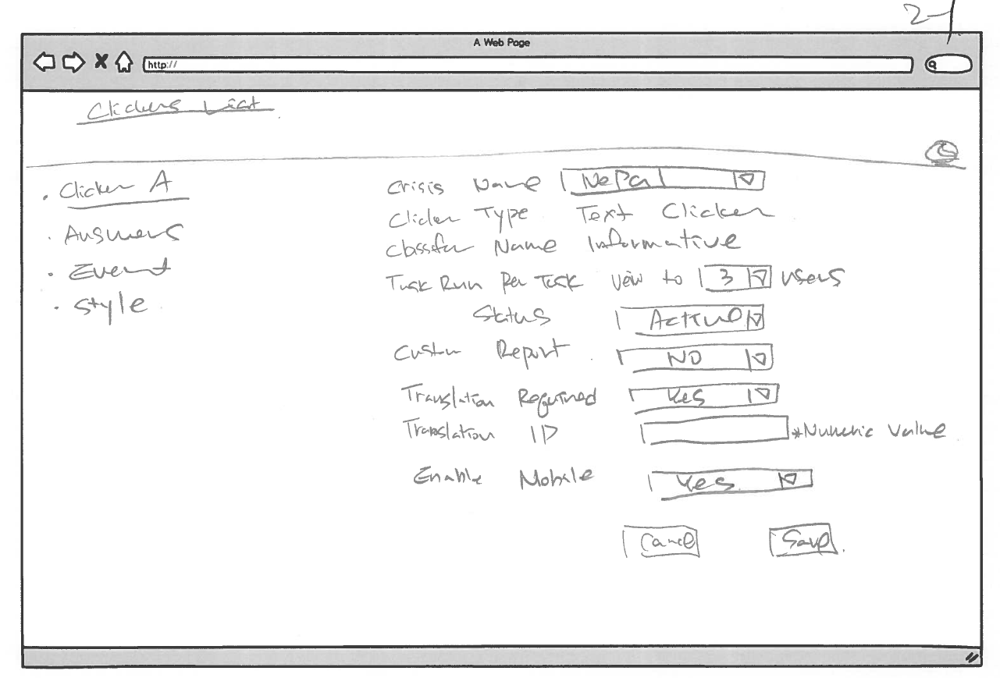 2-1
A Web Page
http://
Clickers List
Clicker A
Answers
Event
Style
Crisis Name Nepal
Clicker Type Text Clicker
Classifier Name Informative
Task Run Per Task view to 3 users
Status Active
Custom Report NO
Translation Required Yes
Translation ID *Numeric Value
Enable Mobile Yes
Cancel Save